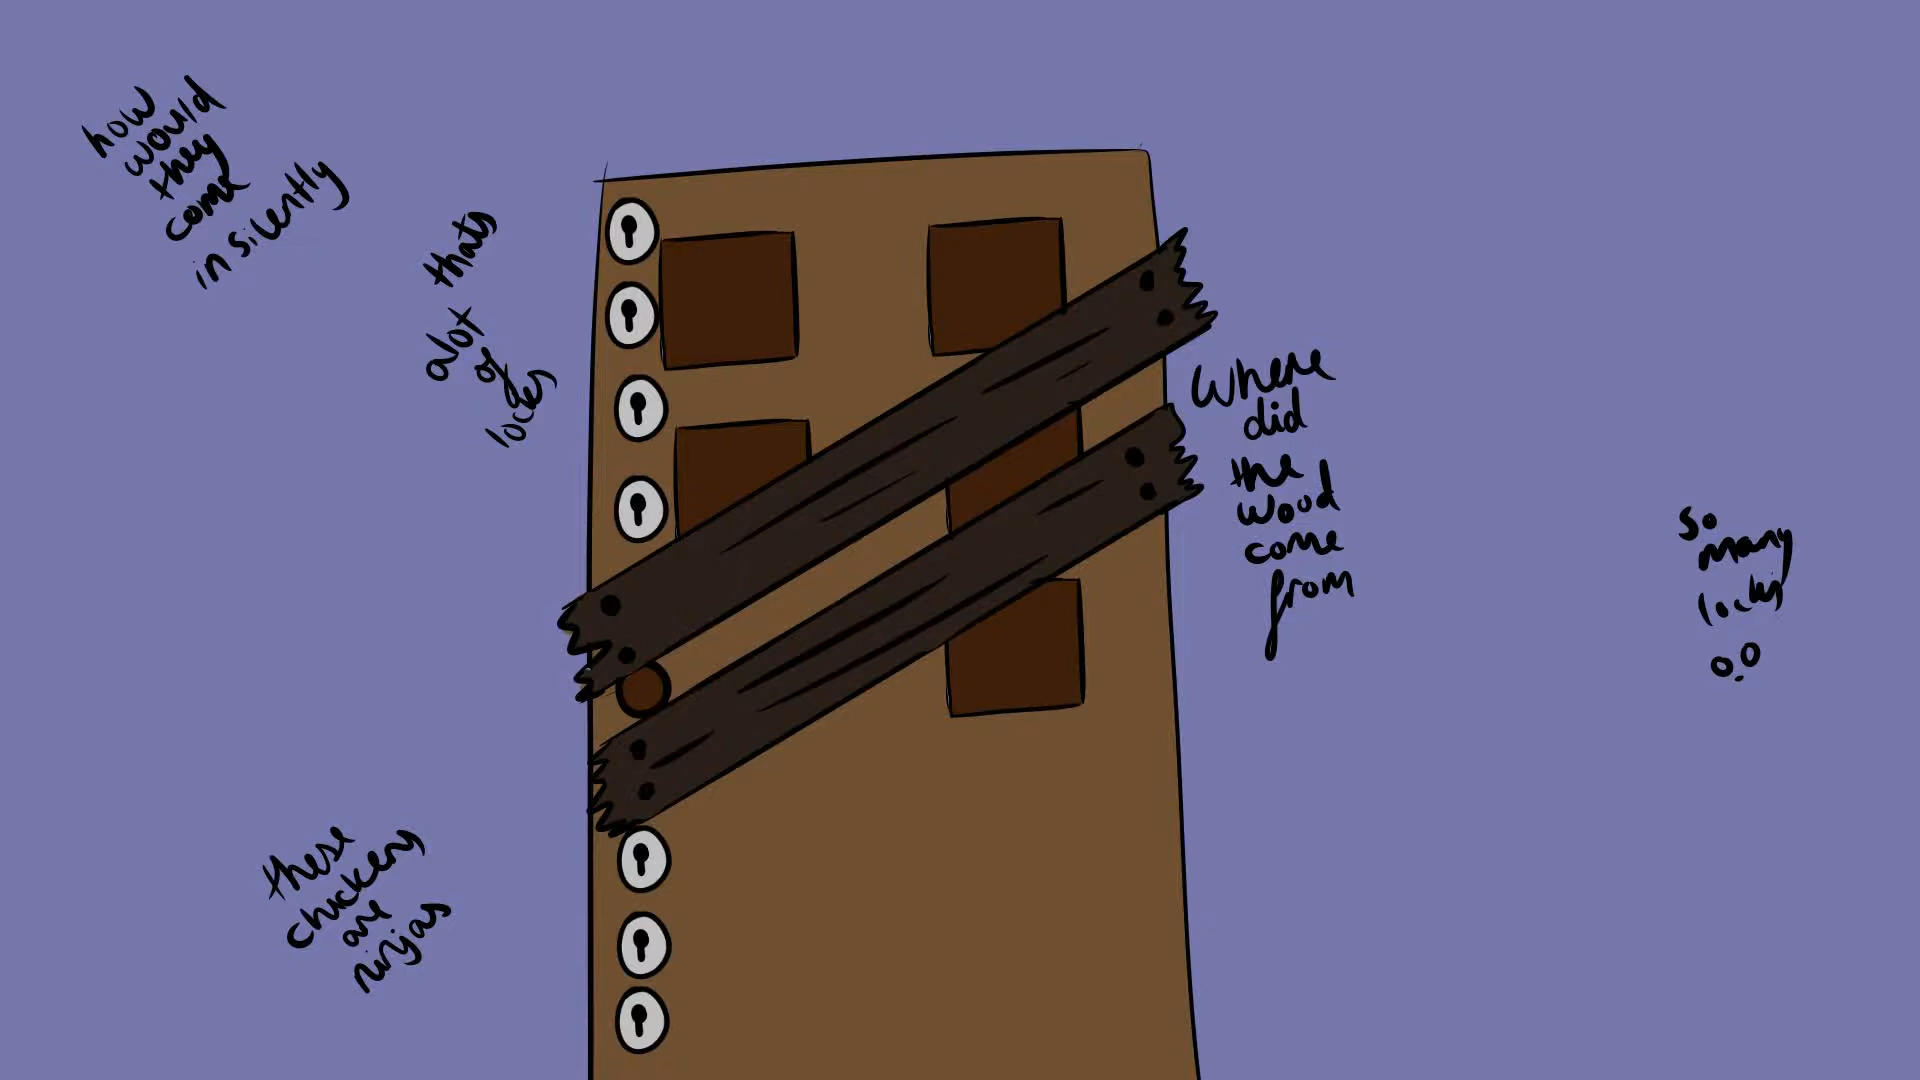 how
would
they
come
in silently
thats
alot
of
locks
Where
did
the
wood
come
from
so
many
locks
o.o
these
chickens
are
ninjas